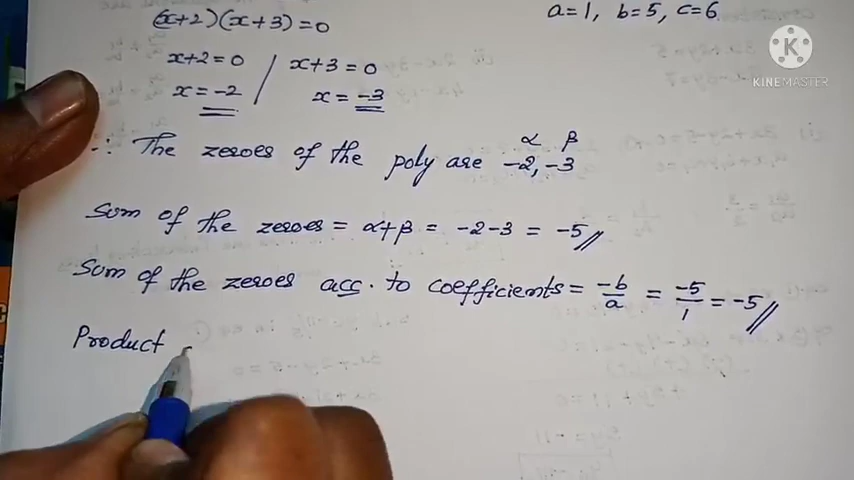 (x+2)(x+3)=0
a=1, b=5, c=6
x+2=0 / x+3=0
x=-2 x=-3
K
KINEMASTER
α β
∴ The zeroes of the poly are -2, -3
Sum of the zeroes = α+β = -2-3 = -5//
Sum of the zeroes acc. to coefficients = -b/a = -5/1 = -5//
Product